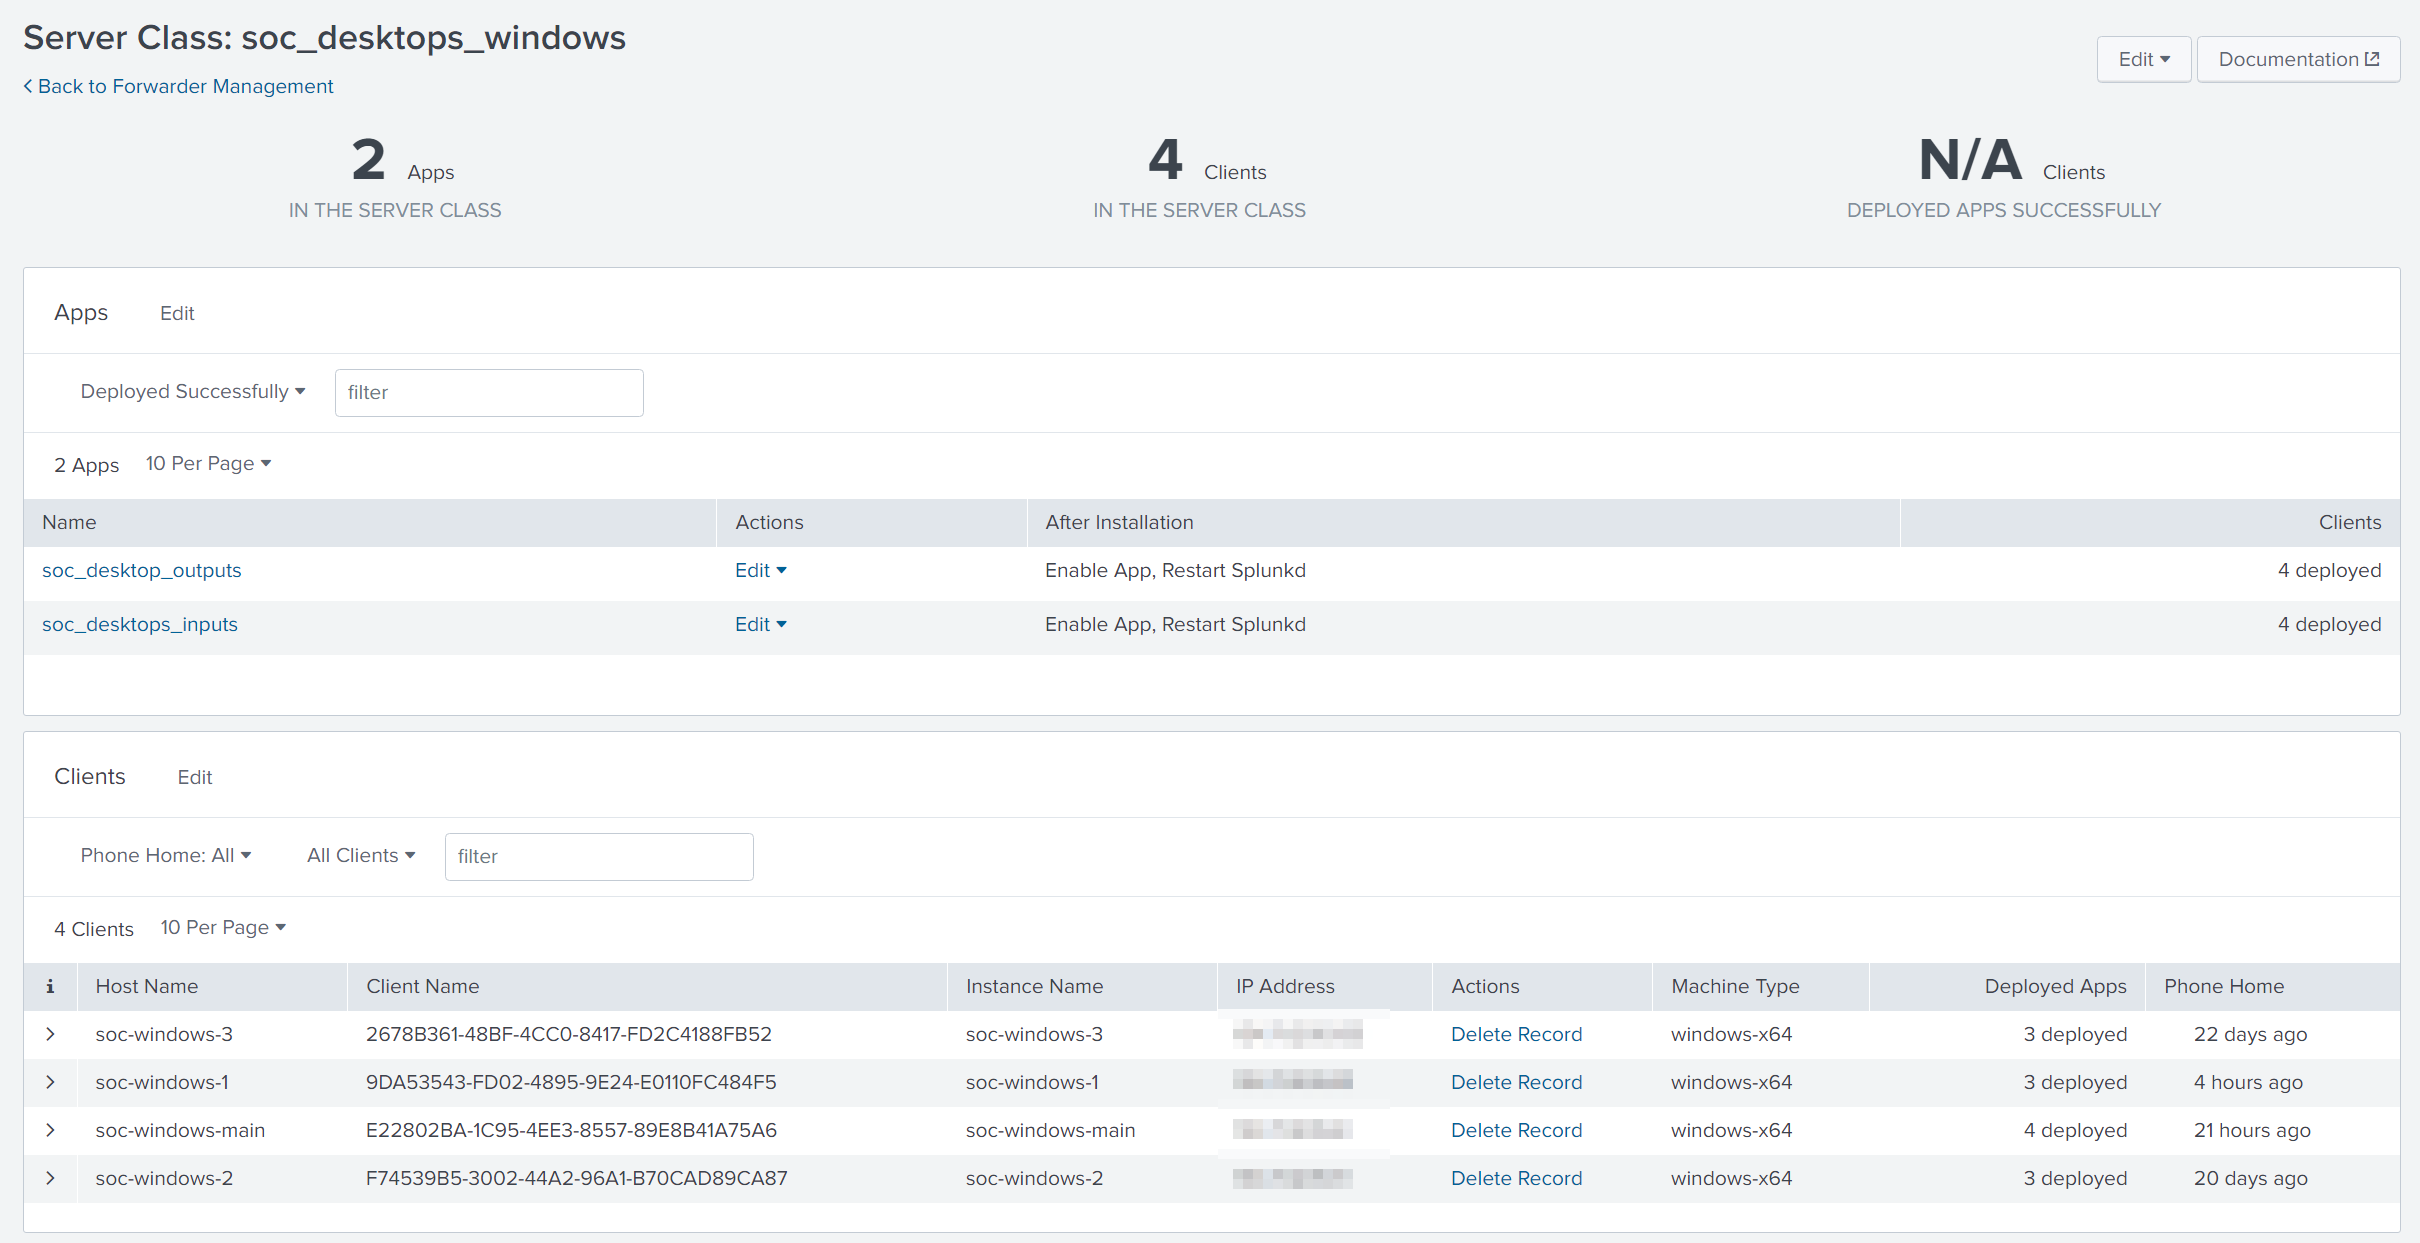 Server Class: soc_desktops_windows
Back to Forwarder Management
Edit
Documentation
2 Apps
IN THE SERVER CLASS
4 Clients
IN THE SERVER CLASS
N/A Clients
DEPLOYED APPS SUCCESSFULLY
Apps Edit
Deployed Successfully filter
2 Apps 10 Per Page
Name Actions After Installation Clients
soc_desktop_outputs Edit Enable App, Restart Splunkd 4 deployed
soc_desktops_inputs Edit Enable App, Restart Splunkd 4 deployed
Clients Edit
Phone Home: All All Clients filter
4 Clients 10 Per Page
i Host Name Client Name Instance Name IP Address Actions Machine Type Deployed Apps Phone Home
soc-windows-3 2678B361-48BF-4CC0-8417-FD2C4188FB52 soc-windows-3 Delete Record windows-x64 3 deployed 22 days ago
soc-windows-1 9DA53543-FD02-4895-9E24-E0110FC484F5 soc-windows-1 Delete Record windows-x64 3 deployed 4 hours ago
soc-windows-main E22802BA-1C95-4EE3-8557-89E8B41A75A6 soc-windows-main Delete Record windows-x64 4 deployed 21 hours ago
soc-windows-2 F74539B5-3002-44A2-96A1-B70CAD89CA87 soc-windows-2 Delete Record windows-x64 3 deployed 20 days ago